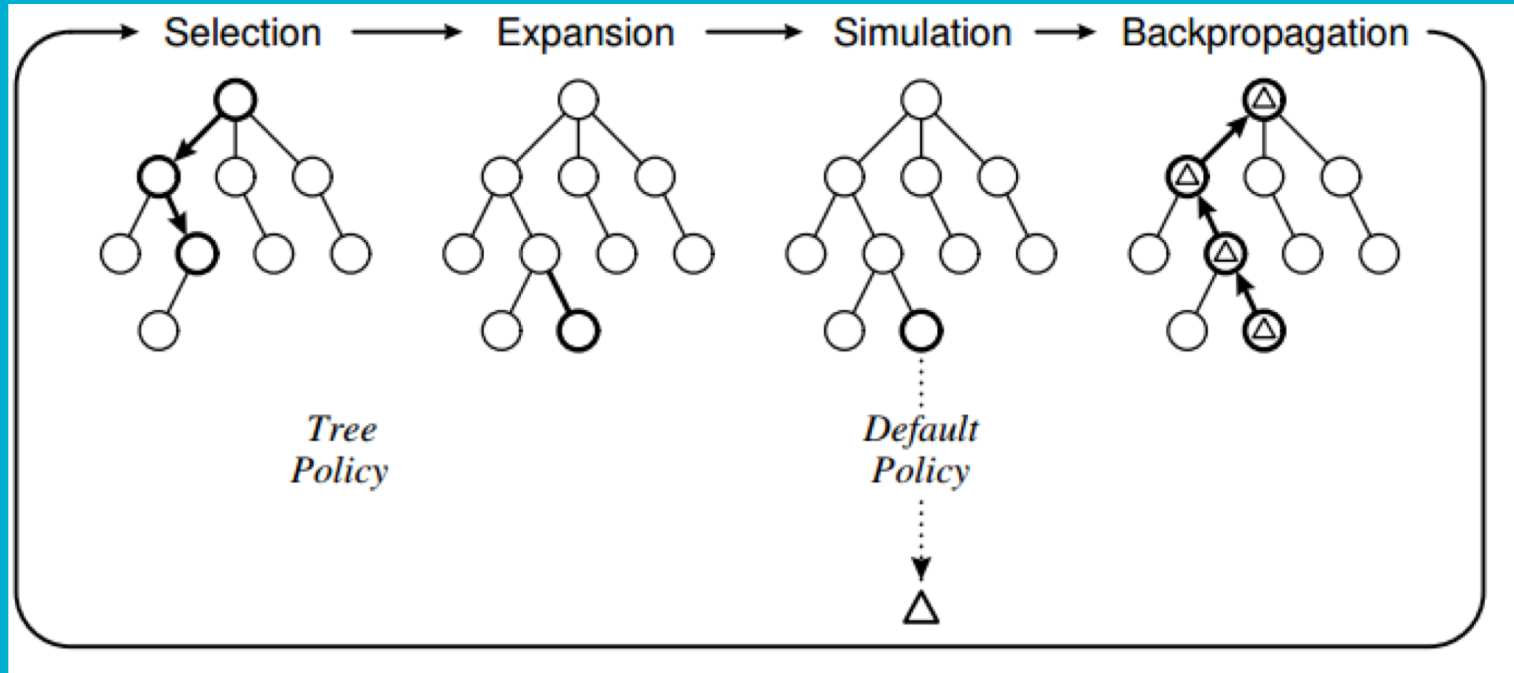 Selection Expansion Simulation Backpropagation
Tree
Policy
Default
Policy